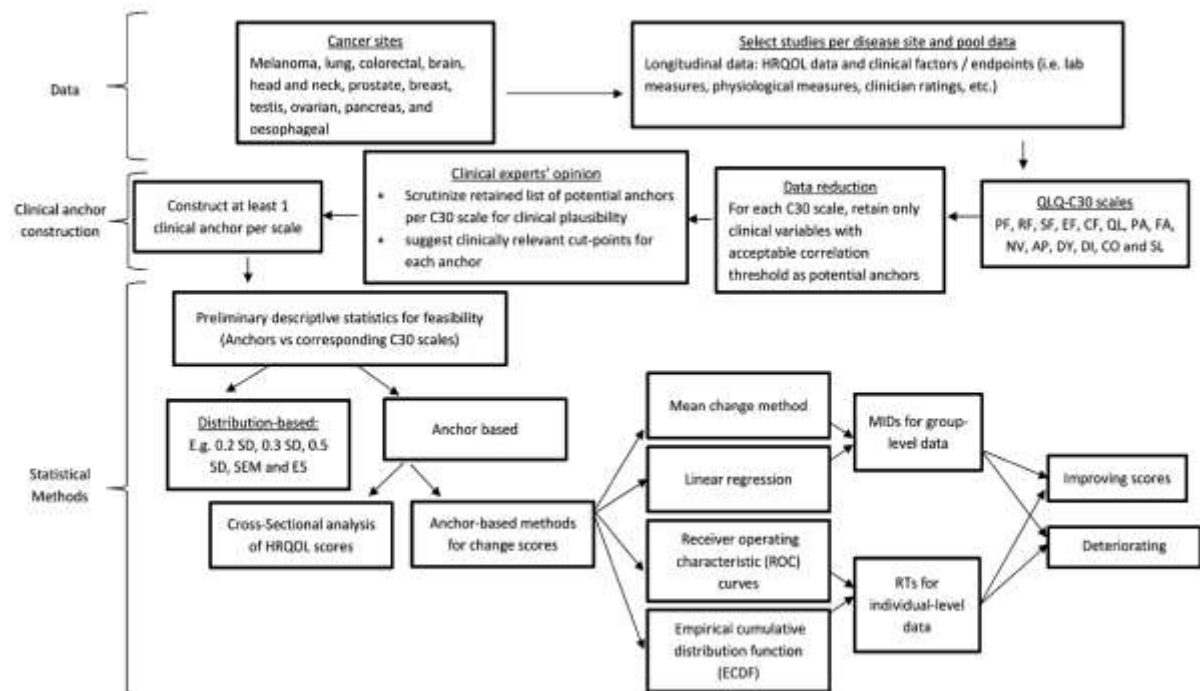 Data
Cancer sites
Melanoma, lung, colorectal, brain,
head and neck, prostate, breast,
testis, ovarian, pancreas, and
oesophageal
Select studies per disease site and pool data
Longitudinal data: HRQOL data and clinical factors / endpoints (i.e. lab
measures, physiological measures, clinician ratings, etc.)
Clinical anchor
construction
Construct at least 1
clinical anchor per scale
Clinical experts' opinion
• Scrutinize retained list of potential anchors
per C30 scale for clinical plausibility
• suggest clinically relevant cut-points for
each anchor
Data reduction
For each C30 scale, retain only
clinical variables with
acceptable correlation
threshold as potential anchors
QLQ-C30 scales
PF, RF, SF, EF, CF, QL, PA, FA,
NV, AP, DY, DI, CO and SL
Statistical
Methods
Preliminary descriptive statistics for feasibility
(Anchors vs corresponding C30 scales)
Distribution-based:
E.g. 0.2 SD, 0.3 SD, 0.5
SD, SEM and ES
Anchor based
Cross-Sectional analysis
of HRQOL scores
Anchor-based methods
for change scores
Mean change method
Linear regression
Receiver operating
characteristic (ROC)
curves
Empirical cumulative
distribution function
(ECDF)
MIDs for group-
level data
RTs for
individual-level
data
Improving scores
Deteriorating